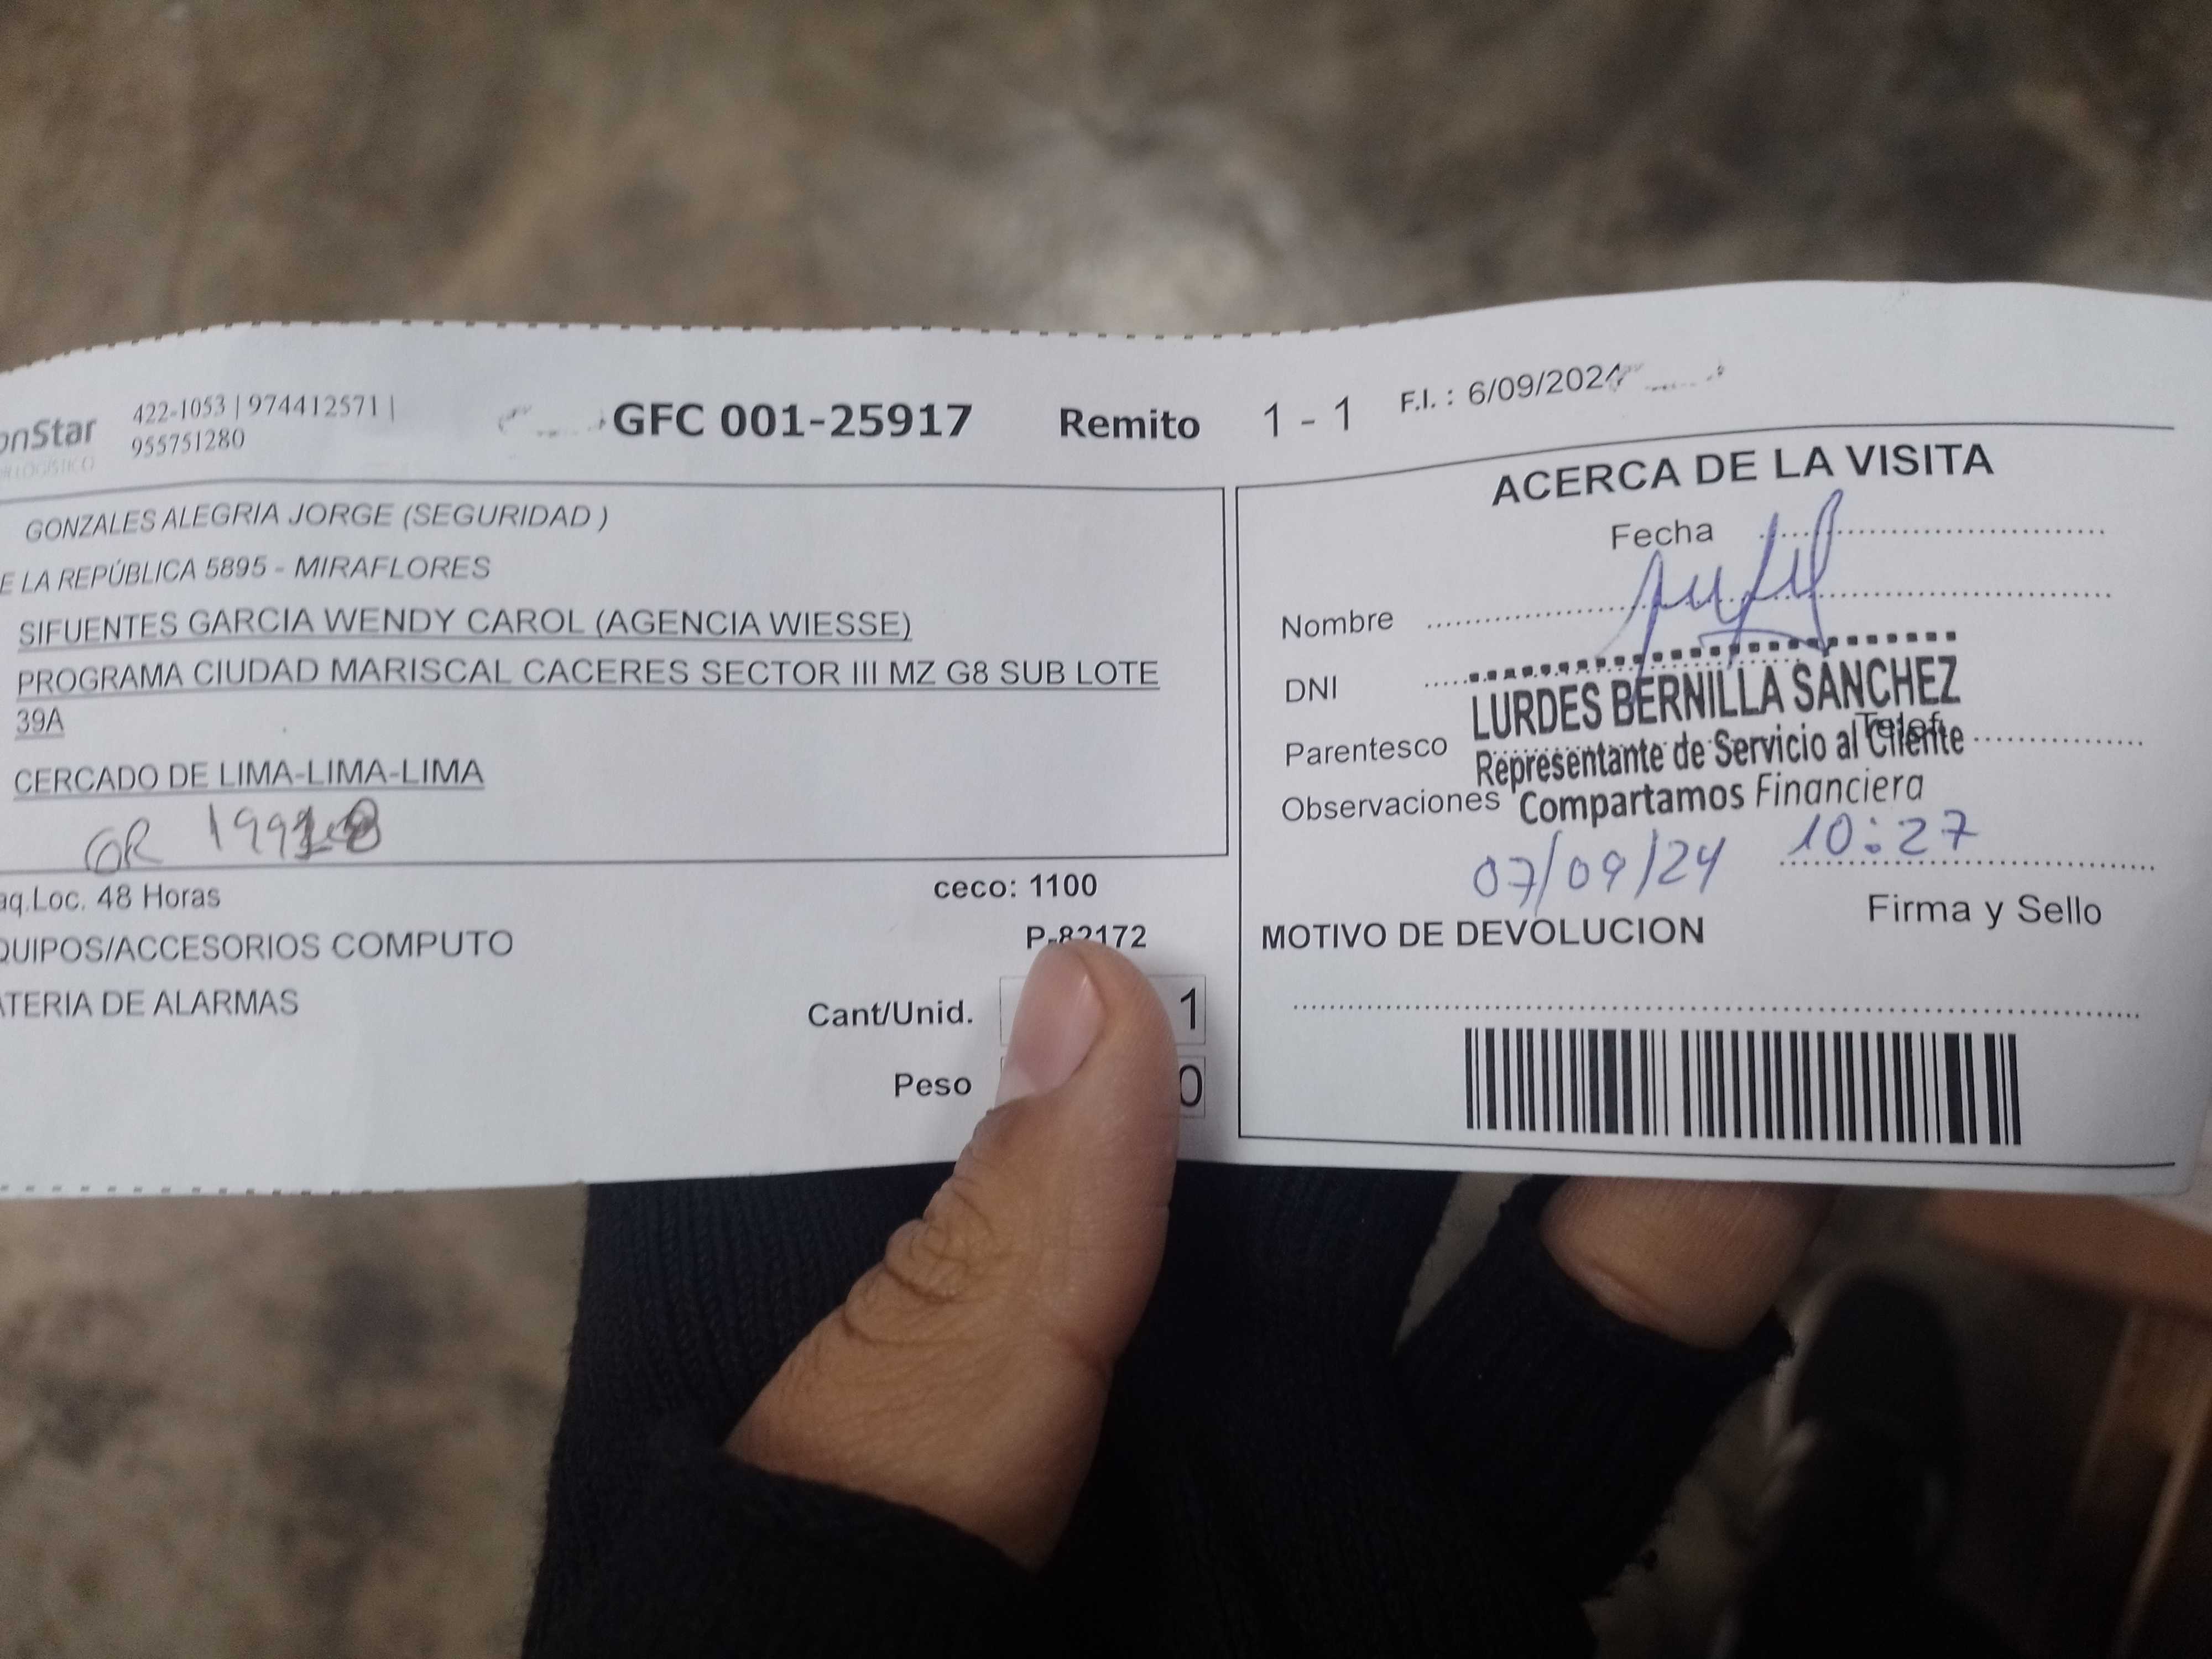 onStar
422-1053 | 974412571 |
955751280
GFC 001-25917
Remito
1 - 1
F.I. : 6/09/2024
GONZALES ALEGRIA JORGE (SEGURIDAD )
E LA REPÚBLICA 5895 - MIRAFLORES
SIFUENTES GARCIA WENDY CAROL (AGENCIA WIESSE)
PROGRAMA CIUDAD MARISCAL CACERES SECTOR III MZ G8 SUB LOTE
39A
CERCADO DE LIMA-LIMA-LIMA
GR
aq.Loc. 48 Horas
ceco: 1100
QUIPOS/ACCESORIOS COMPUTO
P-82172
ATERIA DE ALARMAS
Cant/Unid.
1
Peso
0
ACERCA DE LA VISITA
Fecha
Nombre
DNI
LURDES BERNILLA SANCHEZ
Parentesco
Telef.
Representante de Servicio al Cliente
Observaciones
Compartamos Financiera
07/09/24 10:27
Firma y Sello
MOTIVO DE DEVOLUCION